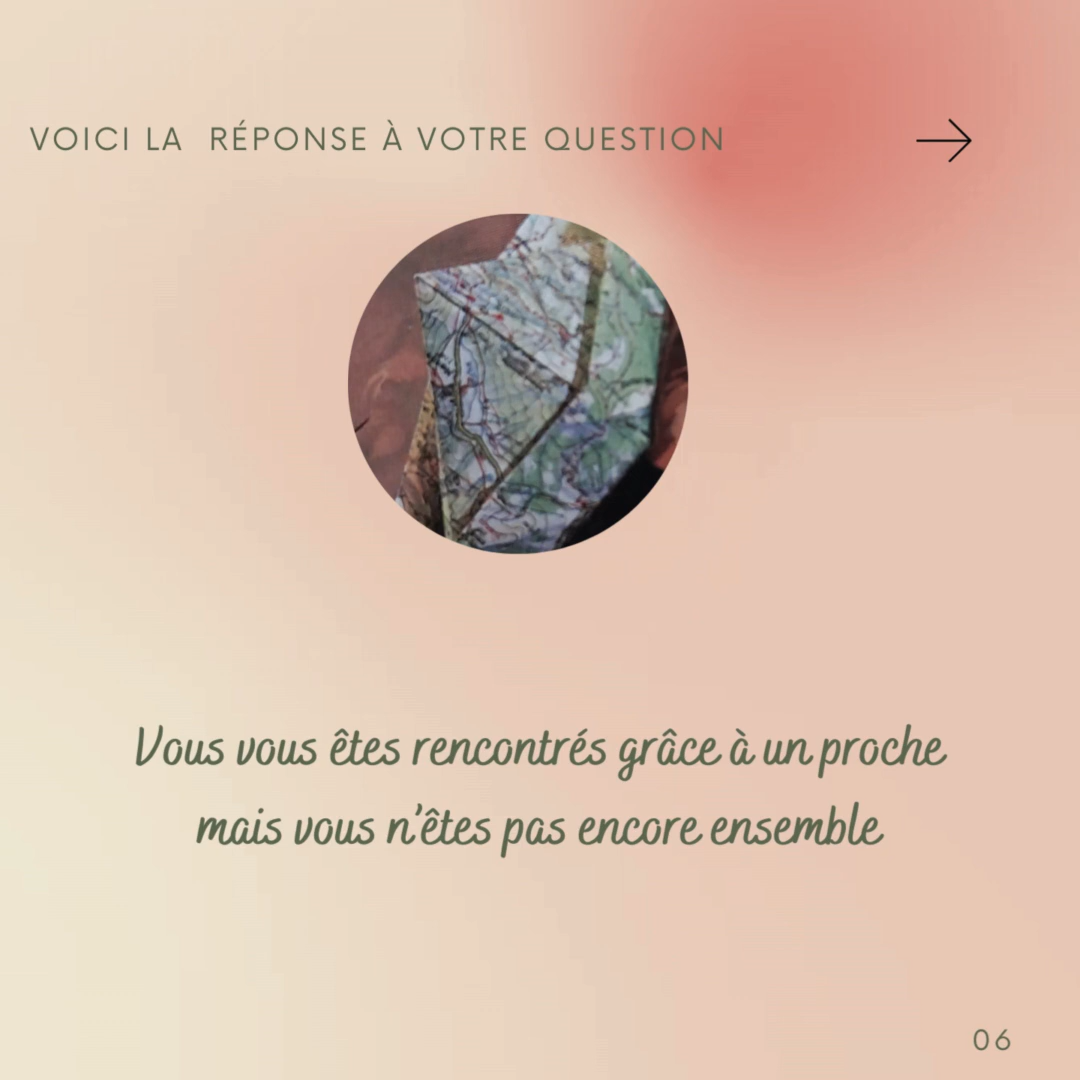 VOICI LA RÉPONSE À VOTRE QUESTION
Vous vous êtes rencontrés grâce à un proche
mais vous n'êtes pas encore ensemble
06